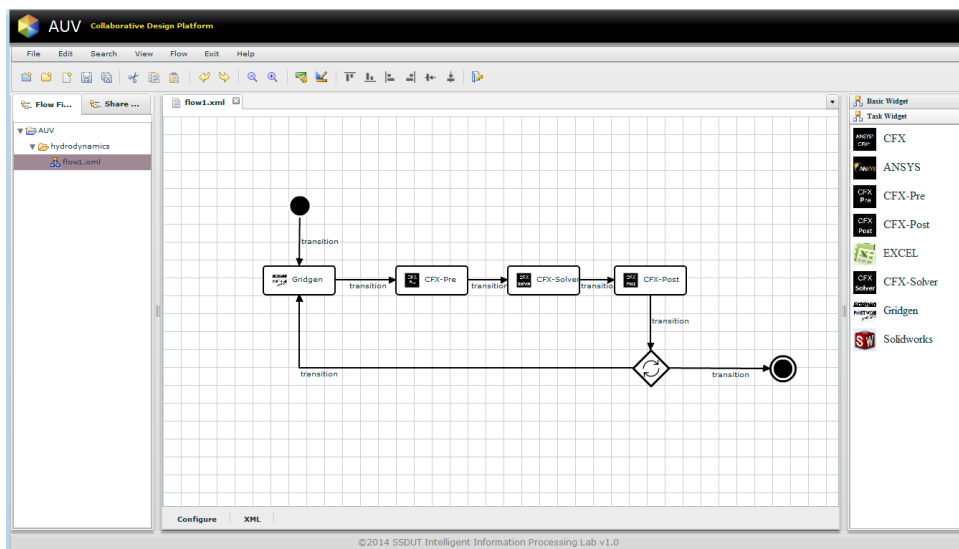 AUV Collaborative Design Platform
File Edit Search View Flow Exit Help
Flow Fi... Share ...
AUV
hydrodynamics
flow1.xml
flow1.xml
transition
Gridgen
transition
CFX-Pre
transition
CFX-Solver
transition
CFX-Post
transition
transition
transition
Configure XML
Basic Widget
Task Widget
CFX
ANSYS
CFX-Pre
CFX-Post
EXCEL
CFX-Solver
Gridgen
Solidworks
©2014 SSDUT Intelligent Information Processing Lab v1.0